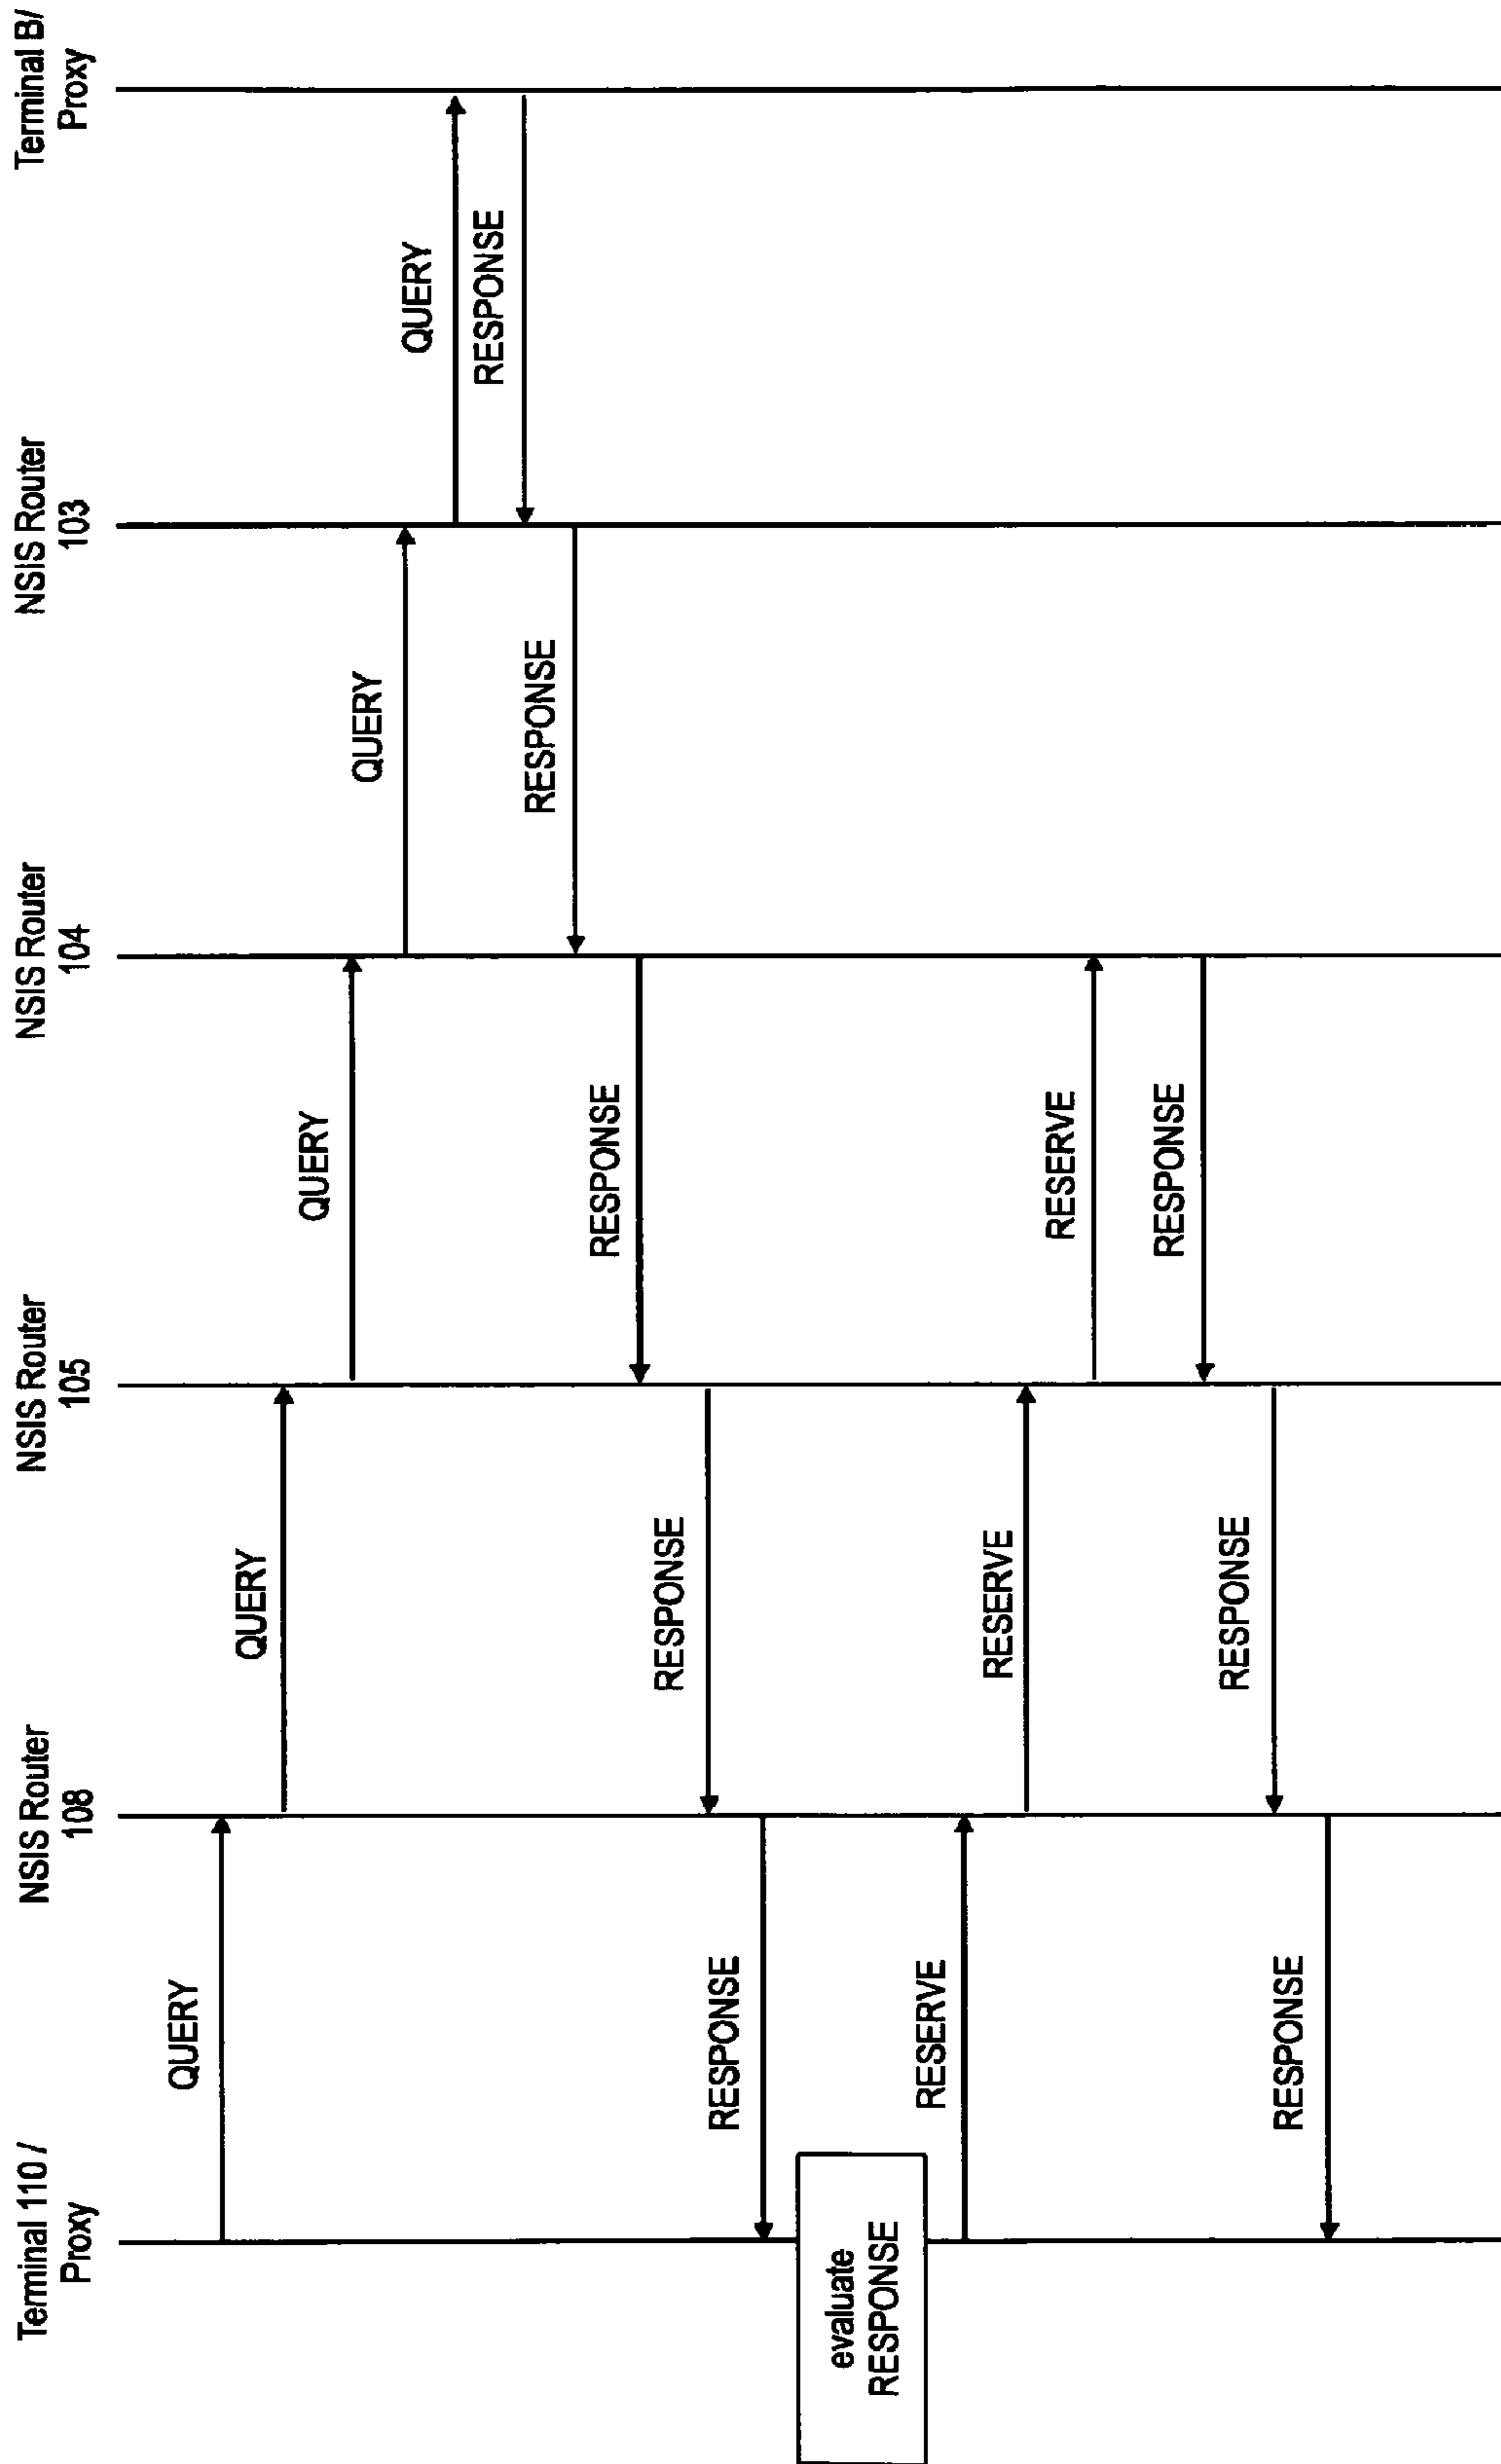 Terminal 110 /
Proxy
NSIS Router
108
NSIS Router
105
NSIS Router
104
NSIS Router
103
Terminal B/
Proxy
QUERY
QUERY
QUERY
QUERY
QUERY
RESPONSE
RESPONSE
RESPONSE
RESPONSE
RESPONSE
evaluate
RESPONSE
RESERVE
RESERVE
RESERVE
RESPONSE
RESPONSE
RESPONSE